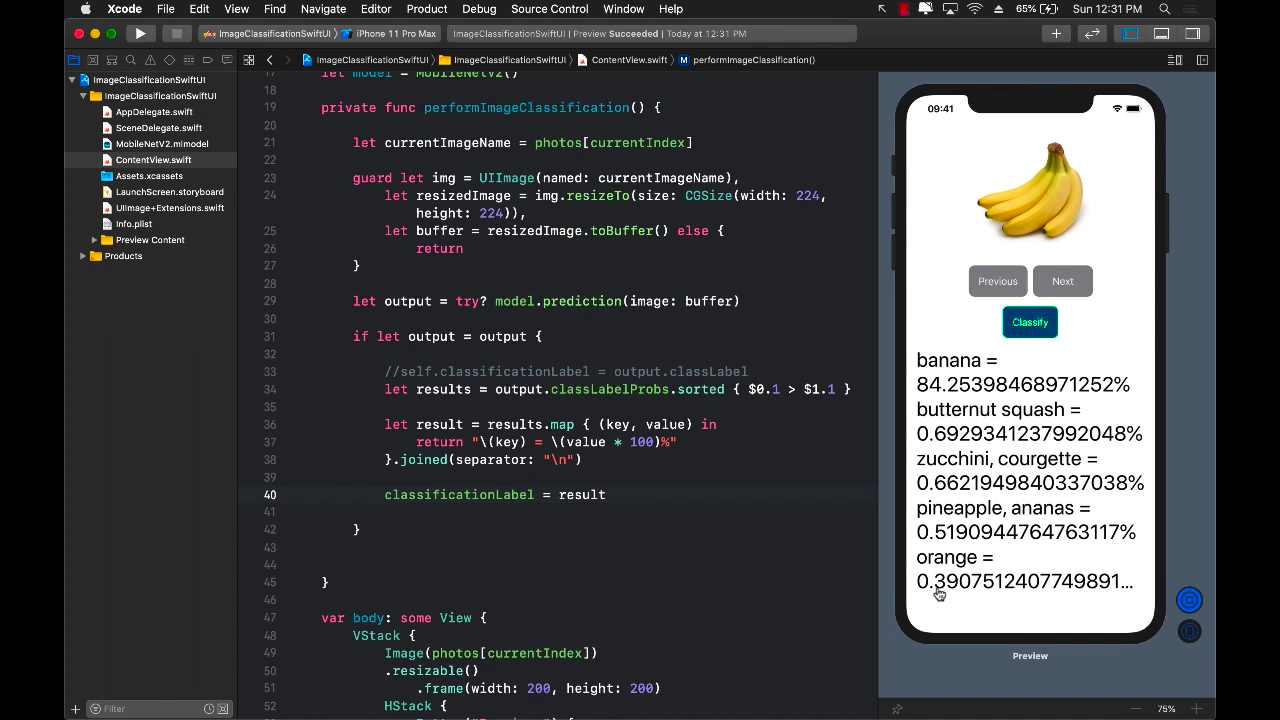 Xcode File Edit View Find Navigate Editor Product Debug Source Control Window Help 65% Sun 12:31 PM
ImageClassificationSwiftUI iPhone 11 Pro Max ImageClassificationSwiftUI | Preview Succeeded | Today at 12:31 PM
ImageClassificationSwiftUI ImageClassificationSwiftUI ContentView.swift M performImageClassification()
ImageClassificationSwiftUI
ImageClassificationSwiftUI
AppDelegate.swift
SceneDelegate.swift
MobileNetV2.mlmodel
ContentView.swift
Assets.xcassets
LaunchScreen.storyboard
UIImage+Extensions.swift
Info.plist
Preview Content
Products
Filter
17 let model = MobileNetV2()
18
19 private func performImageClassification() {
20
21 let currentImageName = photos[currentIndex]
22
23 guard let img = UIImage(named: currentImageName),
24 let resizedImage = img.resizeTo(size: CGSize(width: 224,
height: 224)),
25 let buffer = resizedImage.toBuffer() else {
26 return
27 }
28
29 let output = try? model.prediction(image: buffer)
30
31 if let output = output {
32
33 //self.classificationLabel = output.classLabel
34 let results = output.classLabelProbs.sorted { $0.1 > $1.1 }
35
36 let result = results.map { (key, value) in
37 return "\(key) = \(value * 100)%"
38 }.joined(separator: "\n")
39
40 classificationLabel = result
41
42 }
43
44
45 }
46
47 var body: some View {
48 VStack {
49 Image(photos[currentIndex])
50 .resizable()
51 .frame(width: 200, height: 200)
52 HStack {
09:41
Previous Next
Classify
banana =
84.25398468971252%
butternut squash =
0.6929341237992048%
zucchini, courgette =
0.6621949840337038%
pineapple, ananas =
0.5190944764763117%
orange =
0.3907512407749891...
Preview
75%